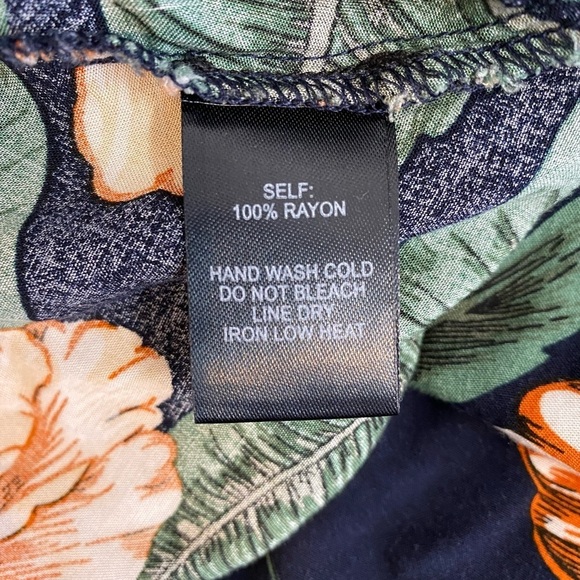 SELF:
100% RAYON
HAND WASH COLD
DO NOT BLEACH
LINE DRY
IRON LOW HEAT